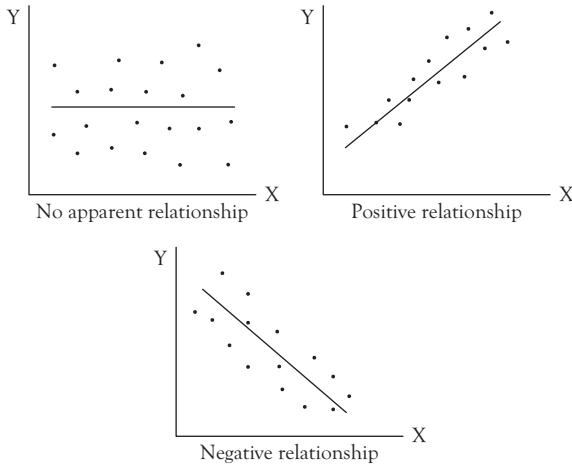 Y
X
No apparent relationship
Y
X
Positive relationship
Y
X
Negative relationship